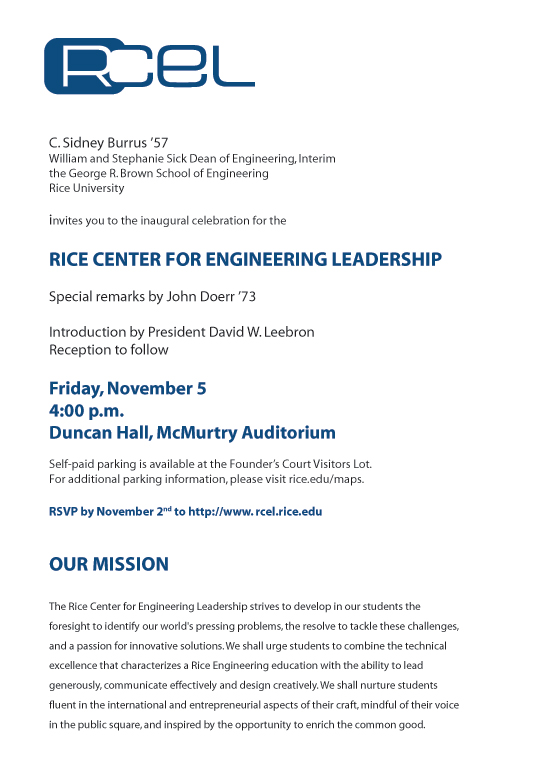 RCEL
C. Sidney Burrus ’57
William and Stephanie Sick Dean of Engineering, Interim
the George R. Brown School of Engineering
Rice University
invites you to the inaugural celebration for the
RICE CENTER FOR ENGINEERING LEADERSHIP
Special remarks by John Doerr ’73
Introduction by President David W. Leebron
Reception to follow
Friday, November 5
4:00 p.m.
Duncan Hall, McMurtry Auditorium
Self-paid parking is available at the Founder’s Court Visitors Lot.
For additional parking information, please visit rice.edu/maps.
RSVP by November 2nd to http://www. rcel.rice.edu
OUR MISSION
The Rice Center for Engineering Leadership strives to develop in our students the
foresight to identify our world's pressing problems, the resolve to tackle these challenges,
and a passion for innovative solutions. We shall urge students to combine the technical
excellence that characterizes a Rice Engineering education with the ability to lead
generously, communicate effectively and design creatively. We shall nurture students
fluent in the international and entrepreneurial aspects of their craft, mindful of their voice
in the public square, and inspired by the opportunity to enrich the common good.